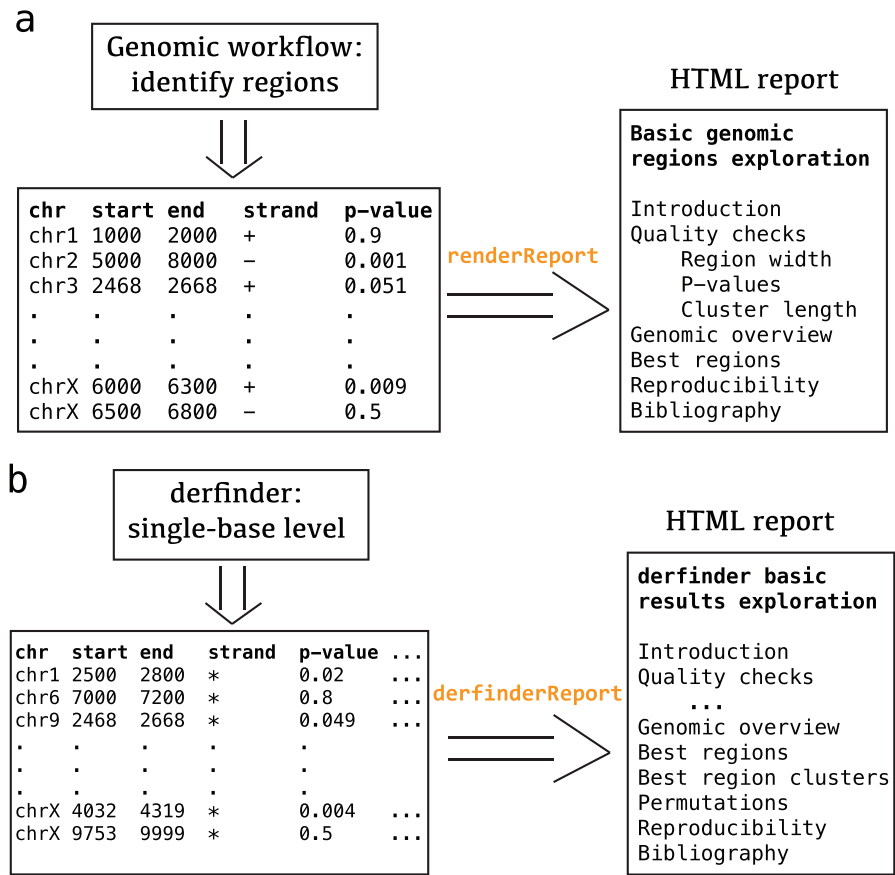 a
Genomic workflow:
identify regions
chr start end strand p-value
chr1 1000 2000 + 0.9
chr2 5000 8000 − 0.001
chr3 2468 2668 + 0.051
. . . . .
. . . . .
. . . . .
chrX 6000 6300 + 0.009
chrX 6500 6800 − 0.5
renderReport
HTML report
Basic genomic
regions exploration
Introduction
Quality checks
Region width
P−values
Cluster length
Genomic overview
Best regions
Reproducibility
Bibliography
b
derfinder:
single-base level
chr start end strand p-value ...
chr1 2500 2800 * 0.02 ...
chr6 7000 7200 * 0.8 ...
chr9 2468 2668 * 0.049 ...
. . . . .
. . . . .
. . . . .
chrX 4032 4319 * 0.004 ...
chrX 9753 9999 * 0.5 ...
derfinderReport
HTML report
derfinder basic
results exploration
Introduction
Quality checks
...
Genomic overview
Best regions
Best region clusters
Permutations
Reproducibility
Bibliography